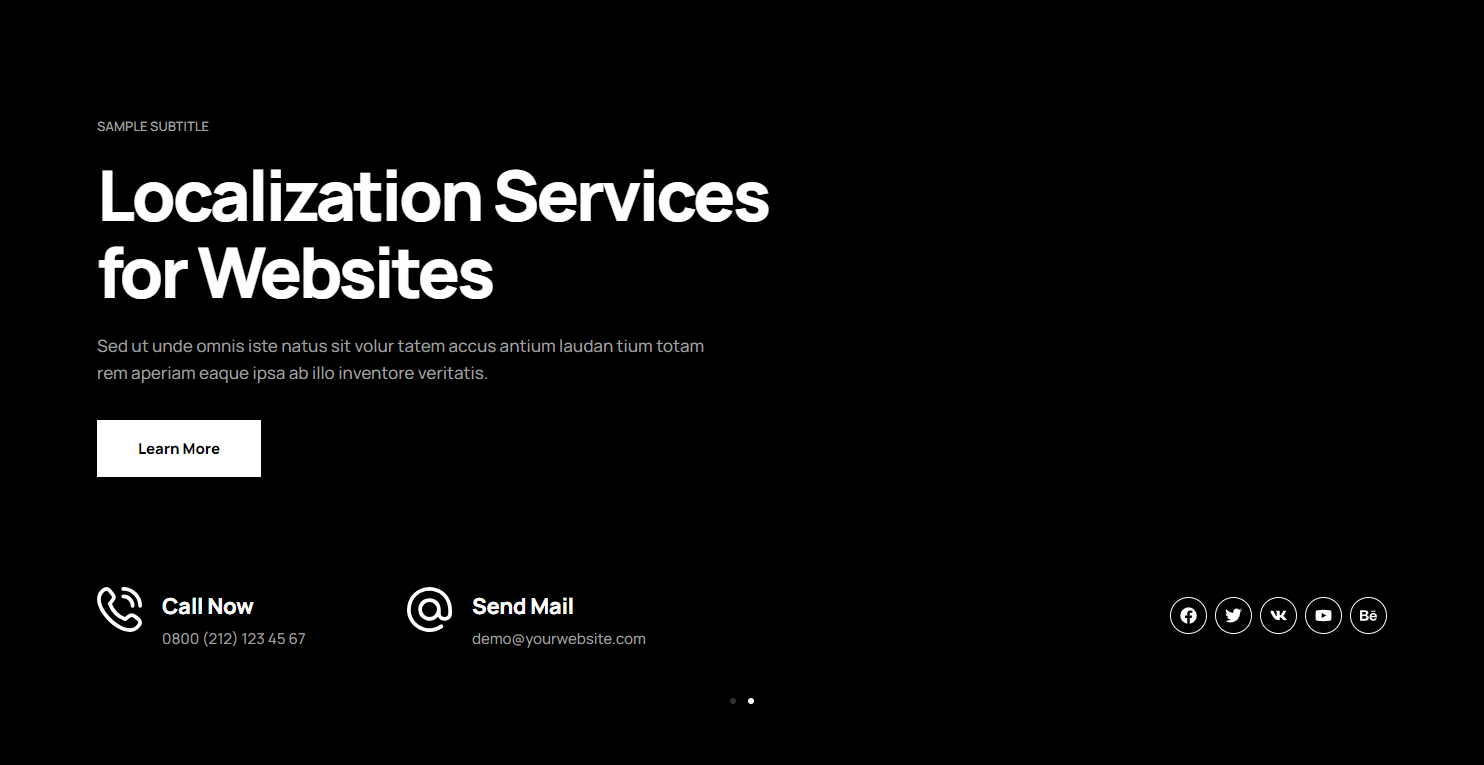 SAMPLE SUBTITLE
Localization Services
for Websites
Sed ut unde omnis iste natus sit volur tatem accus antium laudan tium totam
rem aperiam eaque ipsa ab illo inventore veritatis.
Learn More
Call Now
0800 (212) 123 45 67
Send Mail
demo@yourwebsite.com
Bē